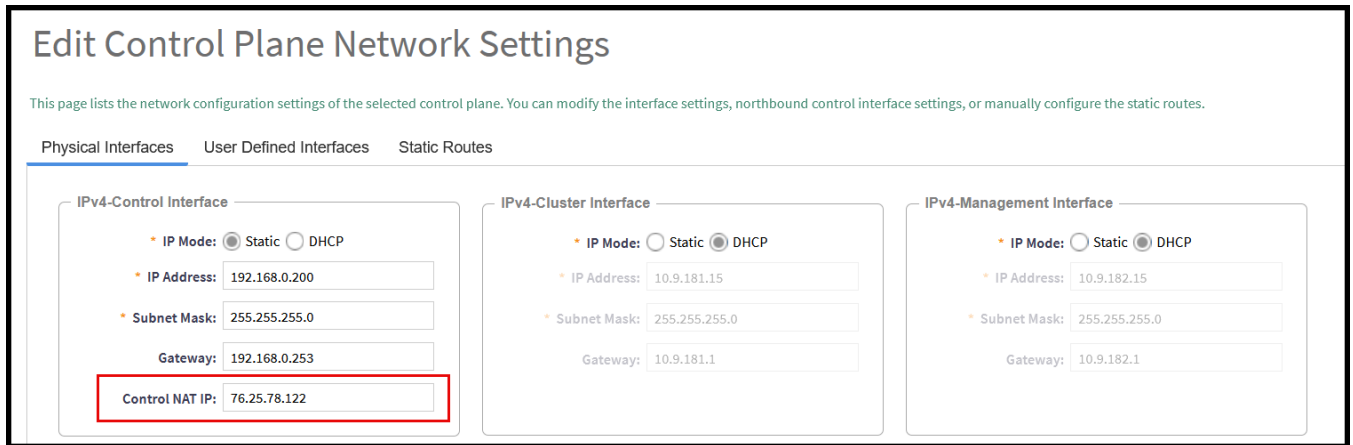 Edit Control Plane Network Settings
This page lists the network configuration settings of the selected control plane. You can modify the interface settings, northbound control interface settings, or manually configure the static routes.
Physical Interfaces User Defined Interfaces Static Routes
IPv4-Control Interface
* IP Mode: Static DHCP
* IP Address: 192.168.0.200
* Subnet Mask: 255.255.255.0
Gateway: 192.168.0.253
Control NAT IP: 76.25.78.122
IPv4-Cluster Interface
* IP Mode: Static DHCP
* IP Address: 10.9.181.15
* Subnet Mask: 255.255.255.0
Gateway: 10.9.181.1
IPv4-Management Interface
* IP Mode: Static DHCP
* IP Address: 10.9.182.15
* Subnet Mask: 255.255.255.0
Gateway: 10.9.182.1